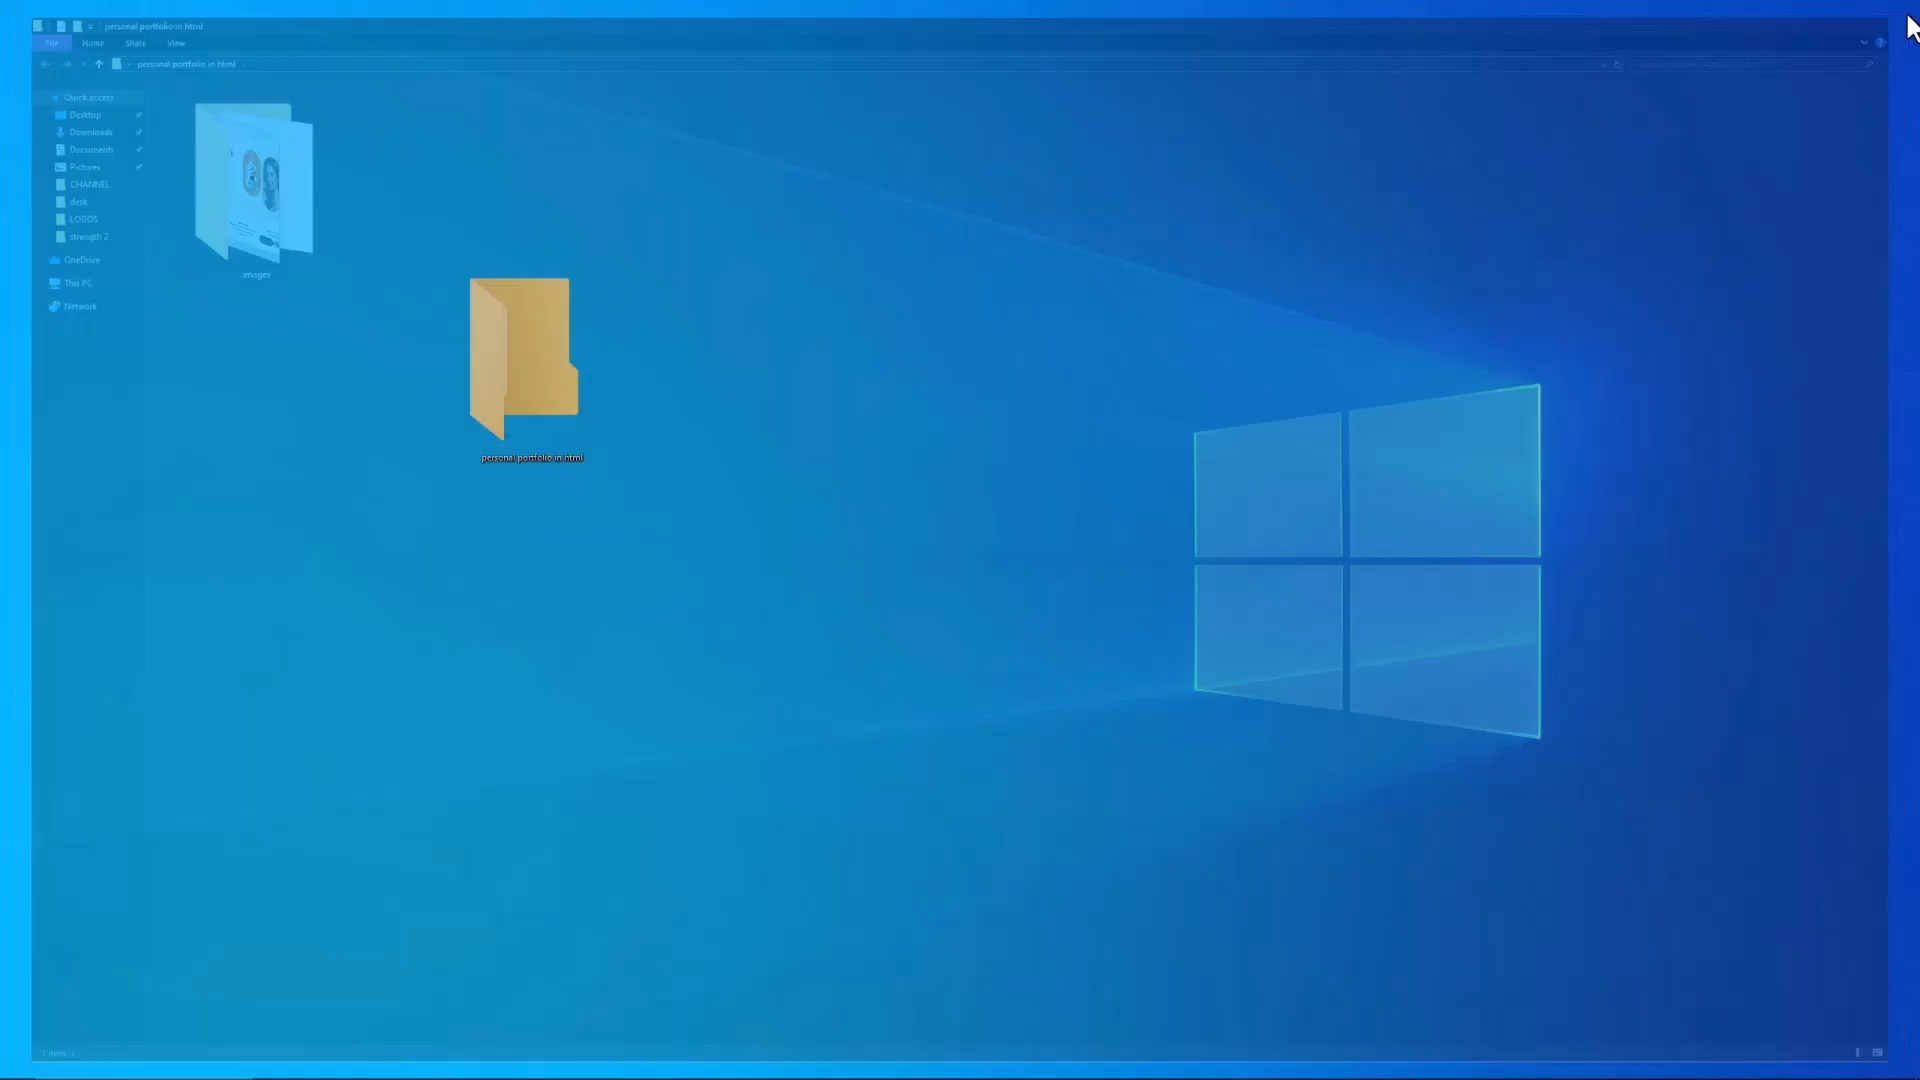 personal portfolio in html
File Home Share View
personal portfolio in html
Quick access
Desktop
Downloads
Documents
Pictures
CHANNEL
desk
LOGOS
strength 2
OneDrive
This PC
Network
images
personal portfolio in html
1 item